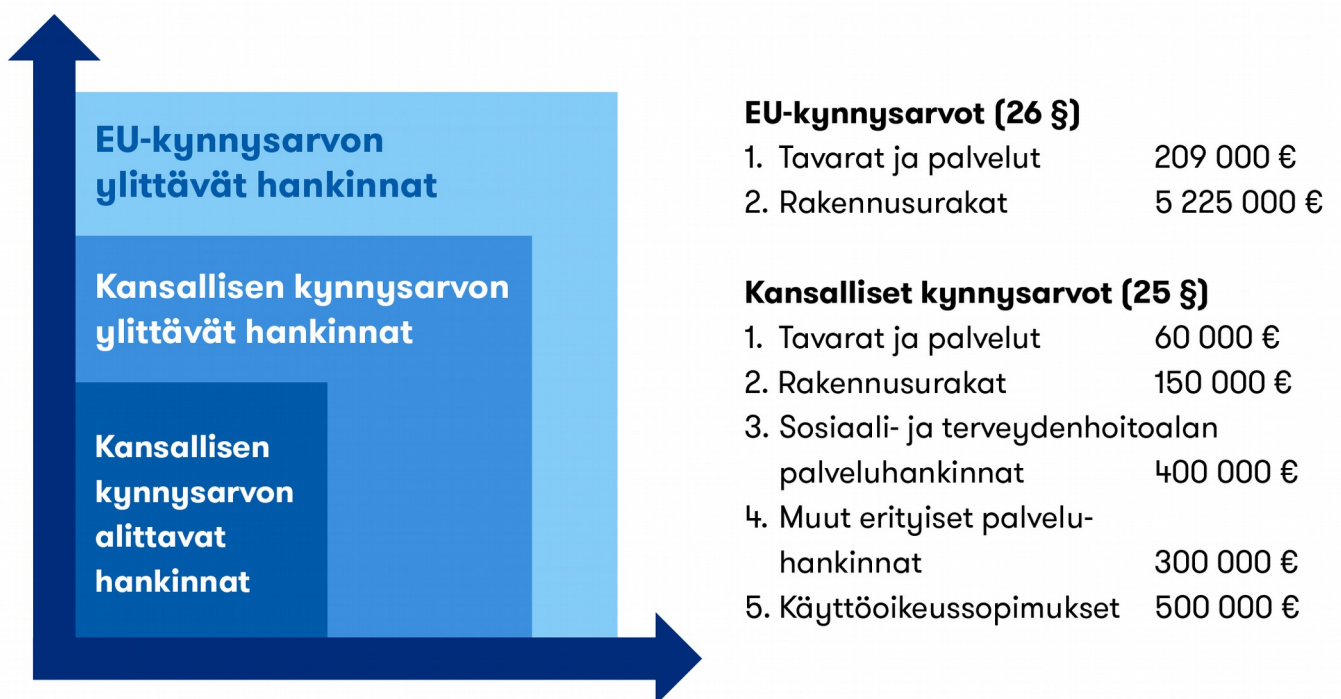 EU-kynnysarvon
ylittävät hankinnat
Kansallisen kynnysarvon
ylittävät hankinnat
Kansallisen
kynnysarvon
alittavat
hankinnat
EU-kynnysarvot (26 §)
1. Tavarat ja palvelut 209 000 €
2. Rakennusurakat 5 225 000 €
Kansalliset kynnysarvot (25 §)
1. Tavarat ja palvelut 60 000 €
2. Rakennusurakat 150 000 €
3. Sosiaali- ja terveydenhoitoalan
palveluhankinnat 400 000 €
4. Muut erityiset palvelu-
hankinnat 300 000 €
5. Käyttöoikeussopimukset 500 000 €